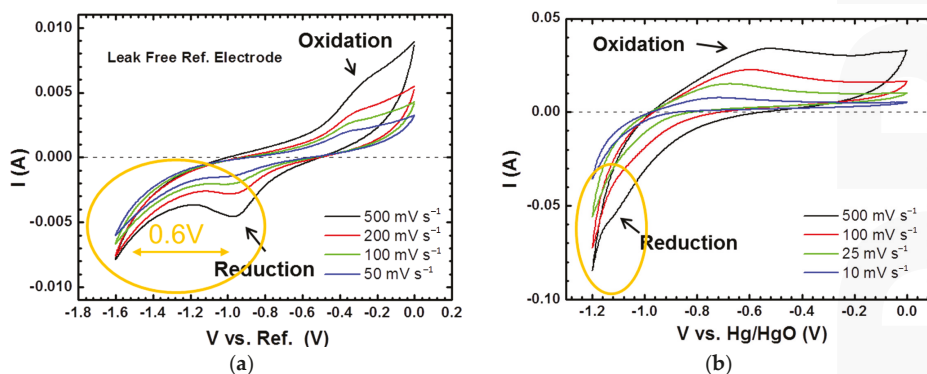 (a)
0.010
0.005
0.000
-0.005
-0.010
I (A)
Leak Free Ref. Electrode
Oxidation
0.6V
Reduction
500 mV s⁻¹
200 mV s⁻¹
100 mV s⁻¹
50 mV s⁻¹
-1.8 -1.6 -1.4 -1.2 -1.0 -0.8 -0.6 -0.4 -0.2 0.0 0.2
V vs. Ref. (V)
(a)
(b)
0.05
0.00
-0.05
-0.10
I (A)
Oxidation
Reduction
500 mV s⁻¹
100 mV s⁻¹
25 mV s⁻¹
10 mV s⁻¹
-1.2 -1.0 -0.8 -0.6 -0.4 -0.2 0.0
V vs. Hg/HgO (V)
(b)